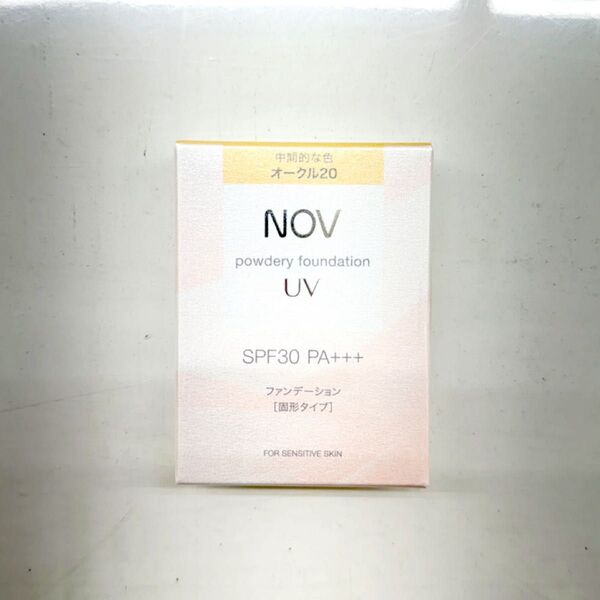 中間的な色
オークル20
NOV
powdery foundation
UV
SPF30 PA+++
ファンデーション
[固形タイプ]
FOR SENSITIVE SKIN